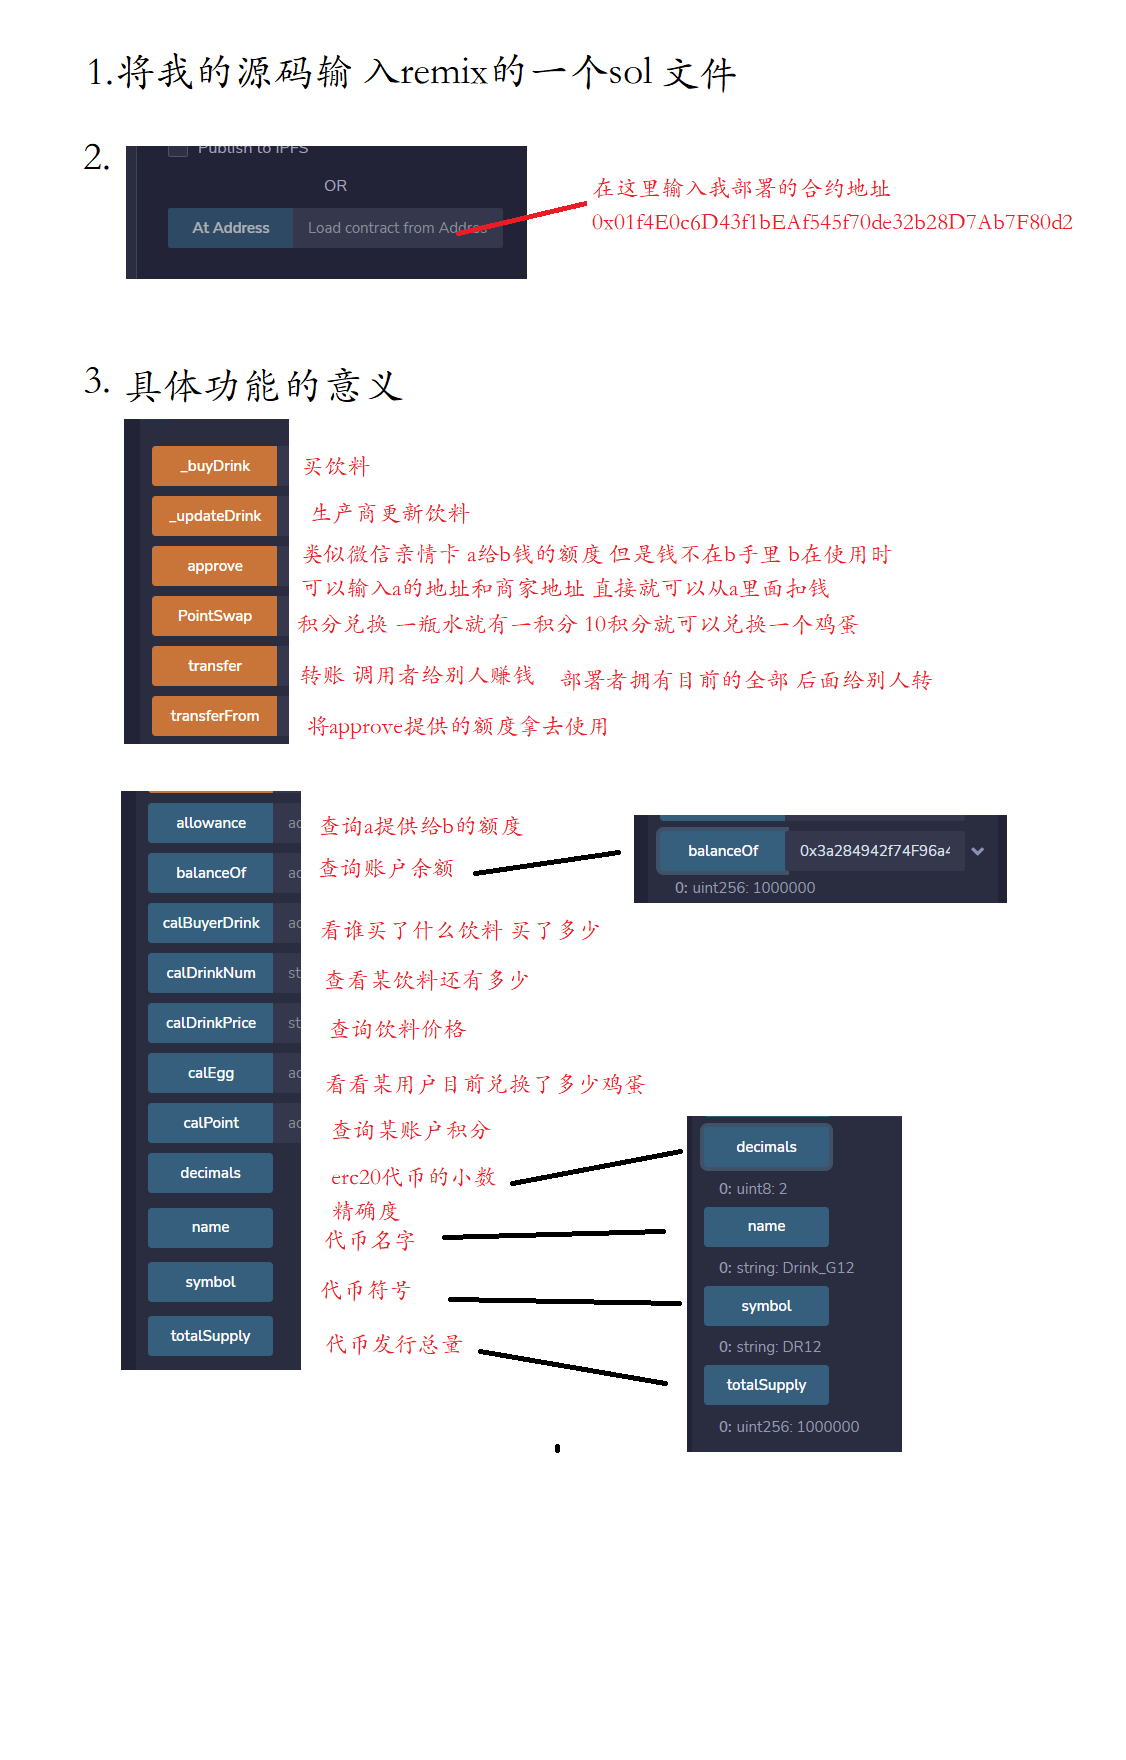 1.将我的源码输 入remix的一个sol 文件
2.
Publish to IPFS
OR
At Address Load contract from Addres
在这里输入我部署的合约地址
0x01f4E0c6D43f1bEAf545f70de32b28D7Ab7F80d2
3. 具体功能的意义
_buyDrink 买饮料
_updateDrink 生产商更新饮料
approve 类似微信亲情卡 a给b钱的额度 但是钱不在b手里 b在使用时
可以输入a的地址和商家地址 直接就可以从a里面扣钱
PointSwap 积分兑换 一瓶水就有一积分 10积分就可以兑换一个鸡蛋
transfer 转账 调用者给别人赚钱 部署者拥有目前的全部 后面给别人转
transferFrom 将approve提供的额度拿去使用
allowance 查询a提供给b的额度
balanceOf 查询账户余额
calBuyerDrink 看谁买了什么饮料 买了多少
calDrinkNum st 查看某饮料还有多少
calDrinkPrice st 查询饮料价格
calEgg 看看某用户目前兑换了多少鸡蛋
calPoint 查询某账户积分
decimals erc20代币的小数
精确度
name 代币名字
symbol 代币符号
totalSupply 代币发行总量
balanceOf 0x3a284942f74F96a4
0: uint256: 1000000
decimals
0: uint8: 2
name
0: string: Drink_G12
symbol
0: string: DR12
totalSupply
0: uint256: 1000000